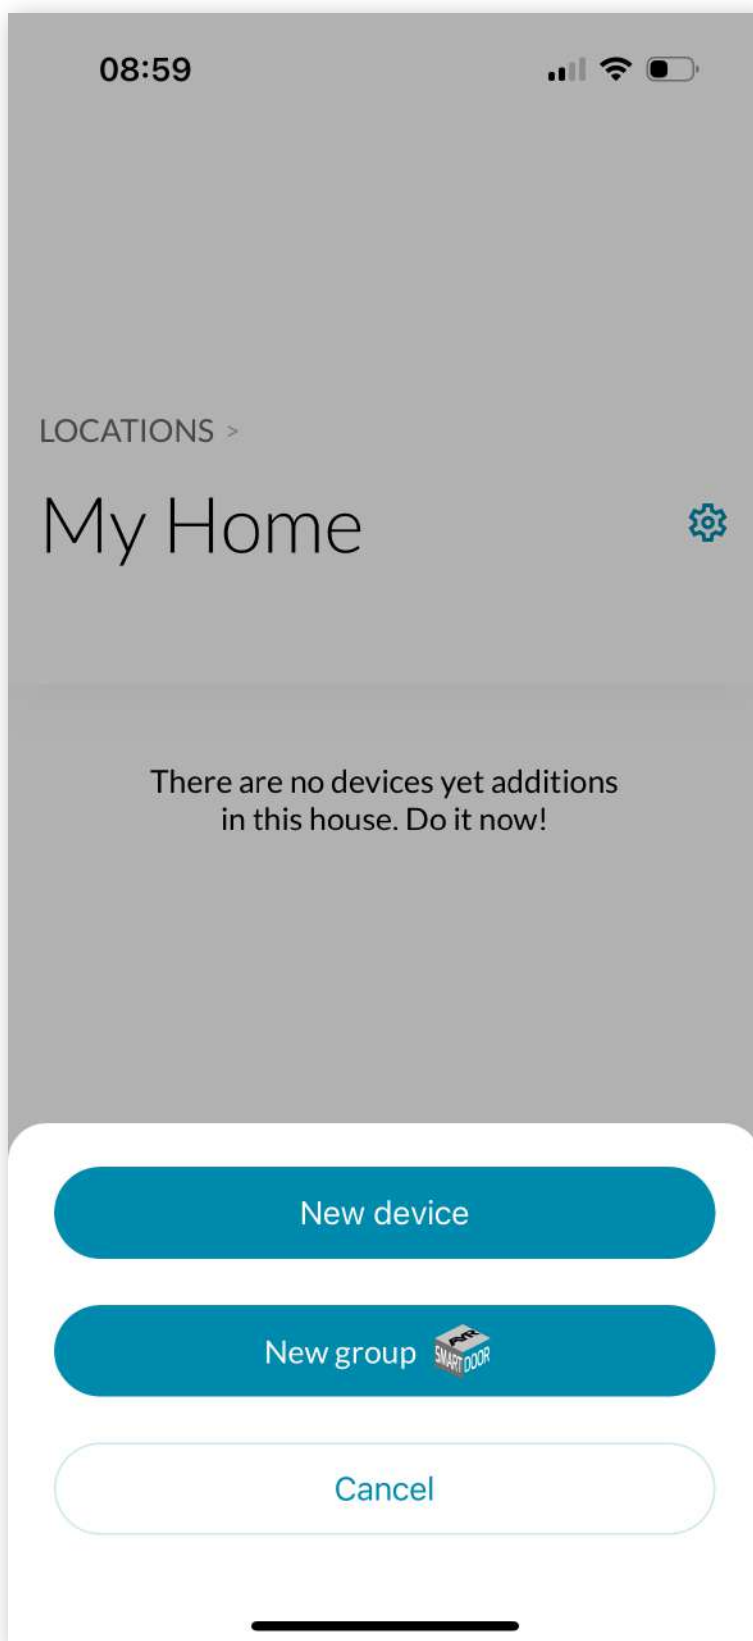 08:59
LOCATIONS >
My Home
There are no devices yet additions
in this house. Do it now!
New device
New group
AYR
SMART DOOR
Cancel